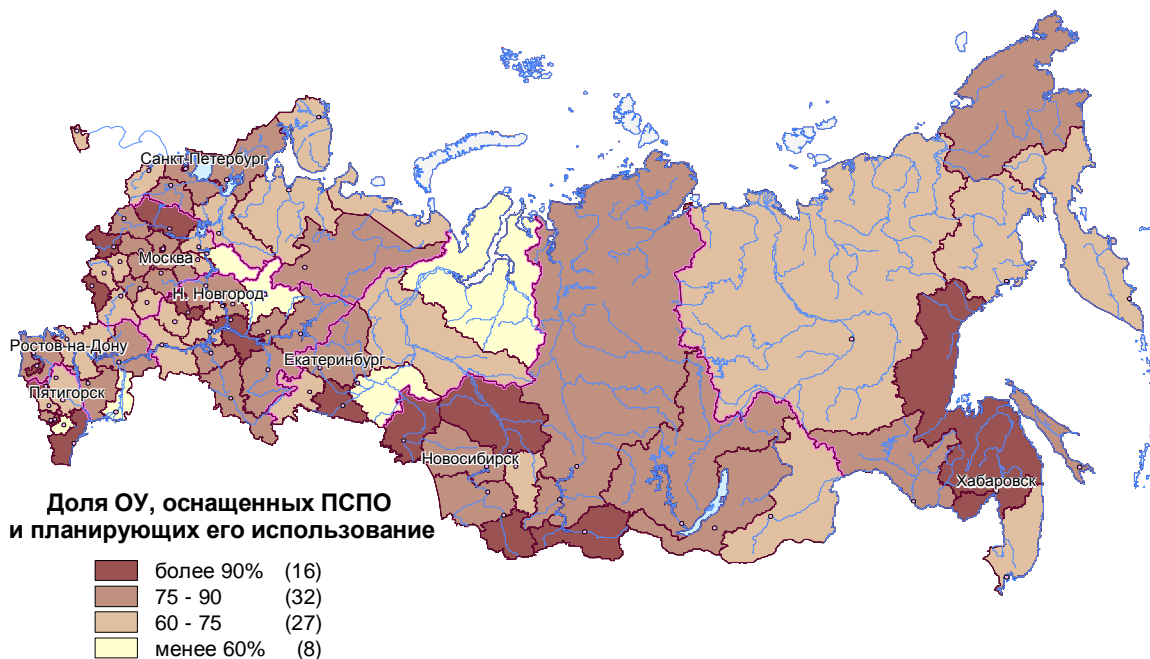 Санкт-Петербург
Москва
Н. Новгород
Ростов-на-Дону
Екатеринбург
Пятигорск
Новосибирск
Хабаровск
Доля ОУ, оснащенных ПСПО
и планирующих его использование
более 90% (16)
75 - 90 (32)
60 - 75 (27)
менее 60% (8)